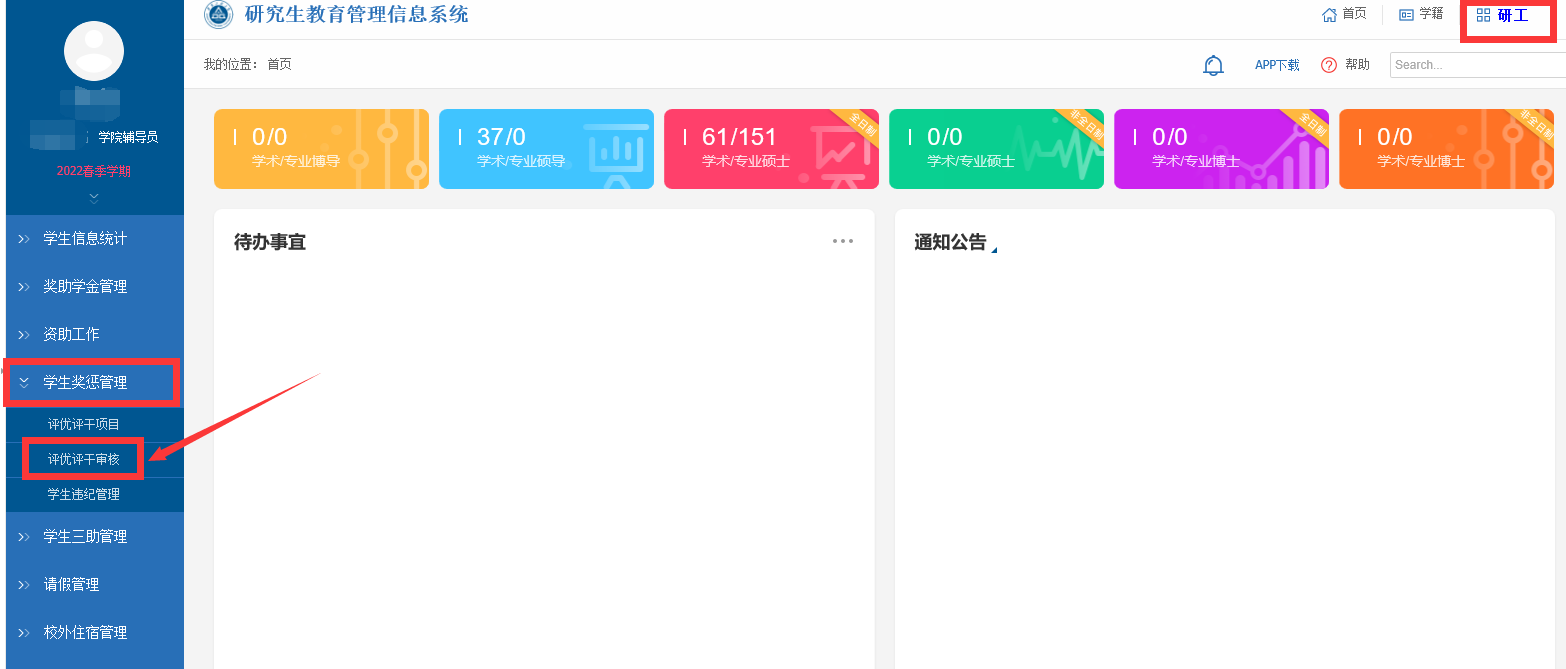 研究生教育管理信息系统
首页
学籍
研工
学院辅导员
2022春季学期
我的位置： 首页
APP下载
帮助
Search...
0/0
学术/专业博导
37/0
学术/专业硕导
61/151
学术/专业硕士
全日制
0/0
学术/专业硕士
非全日制
0/0
学术/专业博士
全日制
0/0
学术/专业博士
非全日制
学生信息统计
奖助学金管理
资助工作
学生奖惩管理
评优评干项目
评优评干审核
学生违纪管理
学生三助管理
请假管理
校外住宿管理
待办事宜
通知公告